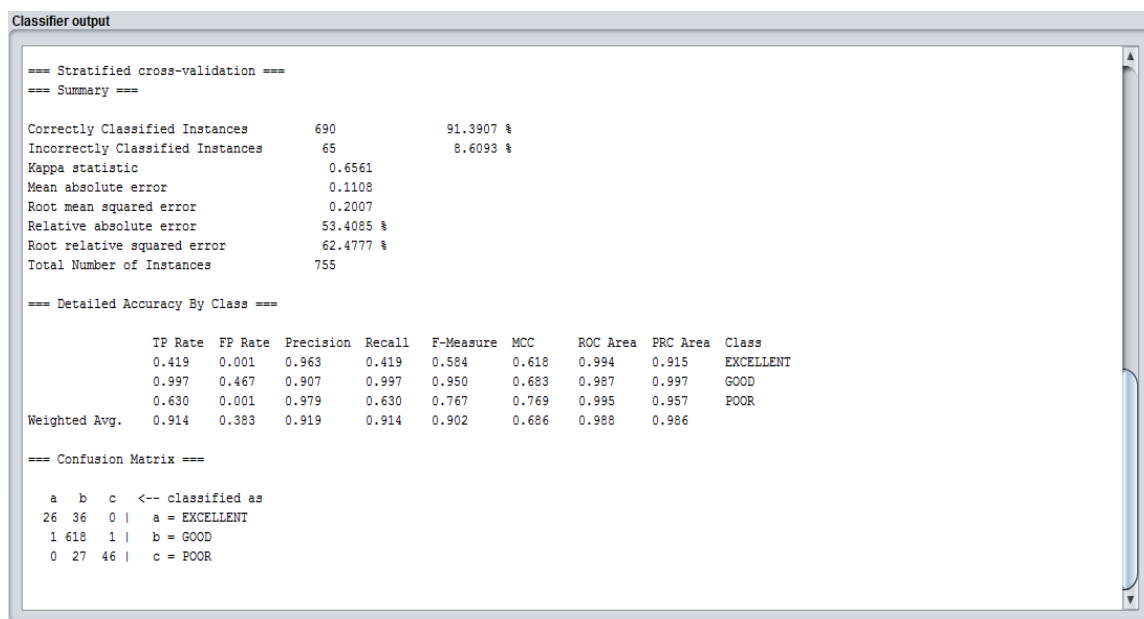 Classifier output
=== Stratified cross-validation ===
=== Summary ===
Correctly Classified Instances 690 91.3907 %
Incorrectly Classified Instances 65 8.6093 %
Kappa statistic 0.6561
Mean absolute error 0.1108
Root mean squared error 0.2007
Relative absolute error 53.4085 %
Root relative squared error 62.4777 %
Total Number of Instances 755
=== Detailed Accuracy By Class ===
TP Rate FP Rate Precision Recall F-Measure MCC ROC Area PRC Area Class
0.419 0.001 0.963 0.419 0.584 0.618 0.994 0.915 EXCELLENT
0.997 0.467 0.907 0.997 0.950 0.683 0.987 0.997 GOOD
0.630 0.001 0.979 0.630 0.767 0.769 0.995 0.957 POOR
Weighted Avg. 0.914 0.383 0.919 0.914 0.902 0.686 0.988 0.986
=== Confusion Matrix ===
a b c <-- classified as
26 36 0 | a = EXCELLENT
1 618 1 | b = GOOD
0 27 46 | c = POOR